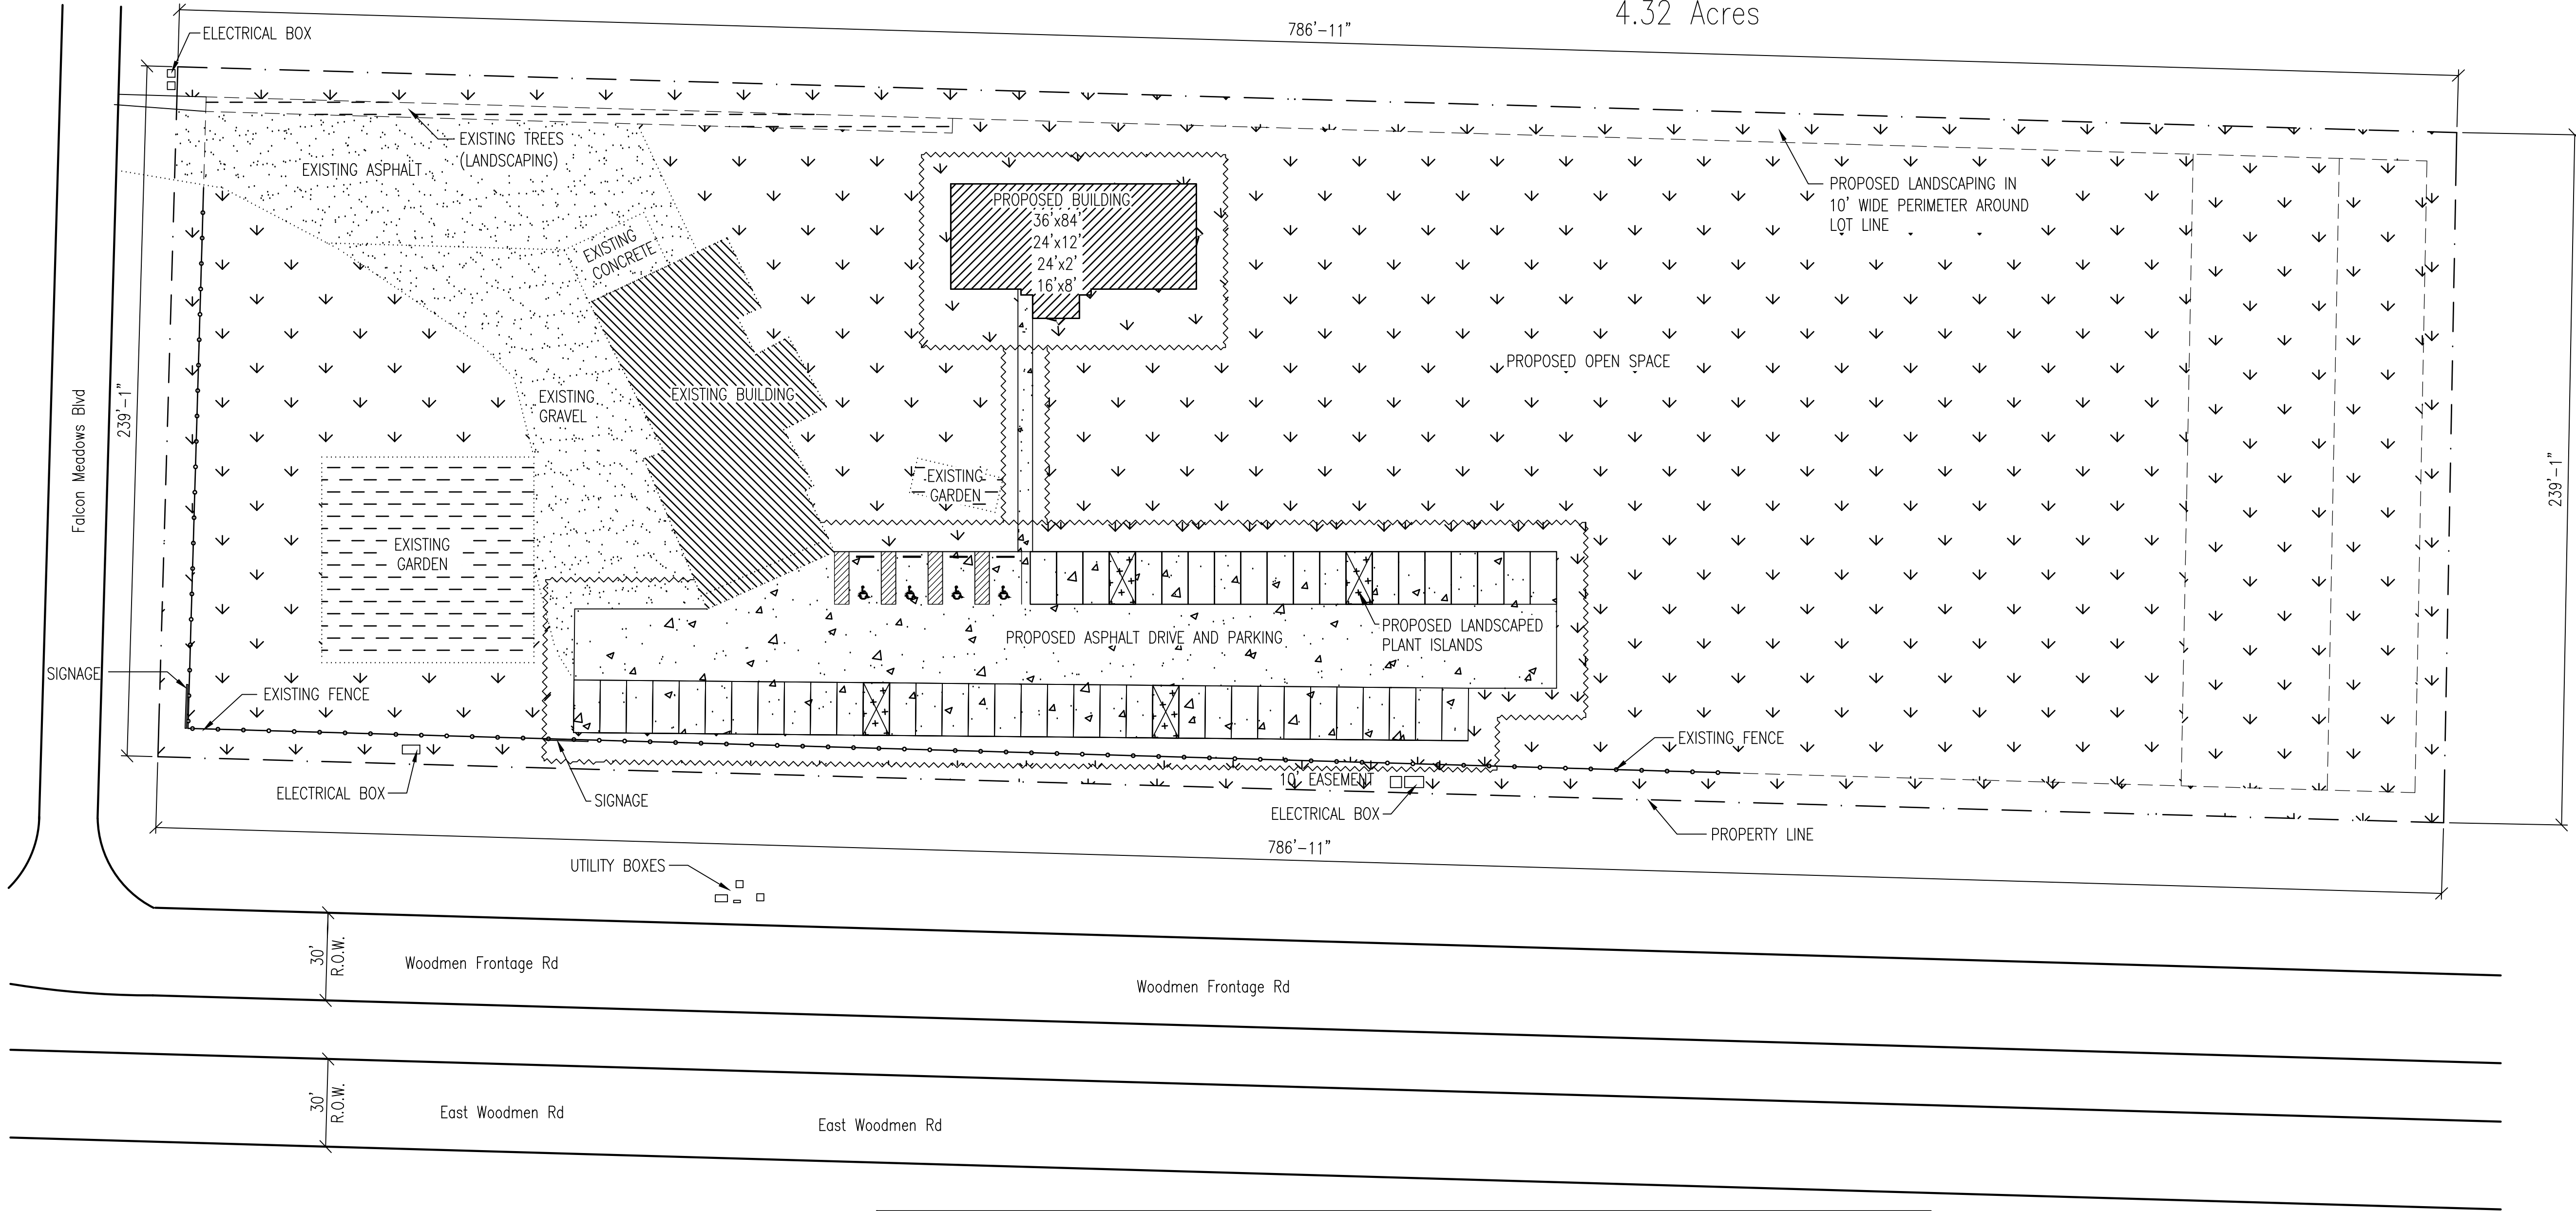 4.32 Acres
786'-11"
ELECTRICAL BOX
EXISTING TREES
(LANDSCAPING)
EXISTING ASPHALT
PROPOSED BUILDING
36'x84'
24'x12'
24'x2'
16'x8'
PROPOSED LANDSCAPING IN
10' WIDE PERIMETER AROUND
LOT LINE
EXISTING
CONCRETE
PROPOSED OPEN SPACE
239'-1"
Falcon Meadows Blvd
EXISTING
GRAVEL
EXISTING BUILDING
239'-1"
EXISTING
GARDEN
EXISTING
GARDEN
PROPOSED ASPHALT DRIVE AND PARKING
PROPOSED LANDSCAPED
PLANT ISLANDS
SIGNAGE
EXISTING FENCE
EXISTING FENCE
10' EASEMENT
ELECTRICAL BOX
SIGNAGE
ELECTRICAL BOX
PROPERTY LINE
786'-11"
UTILITY BOXES
30'
R.O.W.
Woodmen Frontage Rd
Woodmen Frontage Rd
30'
R.O.W.
East Woodmen Rd
East Woodmen Rd